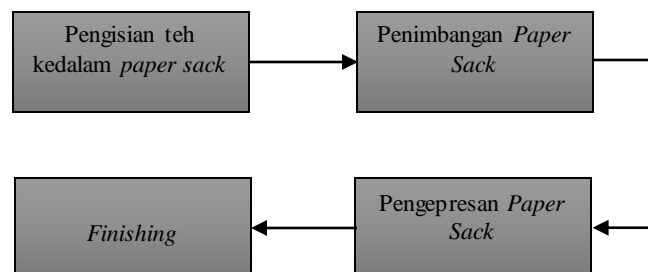 Pengisian teh
kedalam paper sack
Penimbangan Paper
Sack
Pengepresan Paper
Sack
Finishing